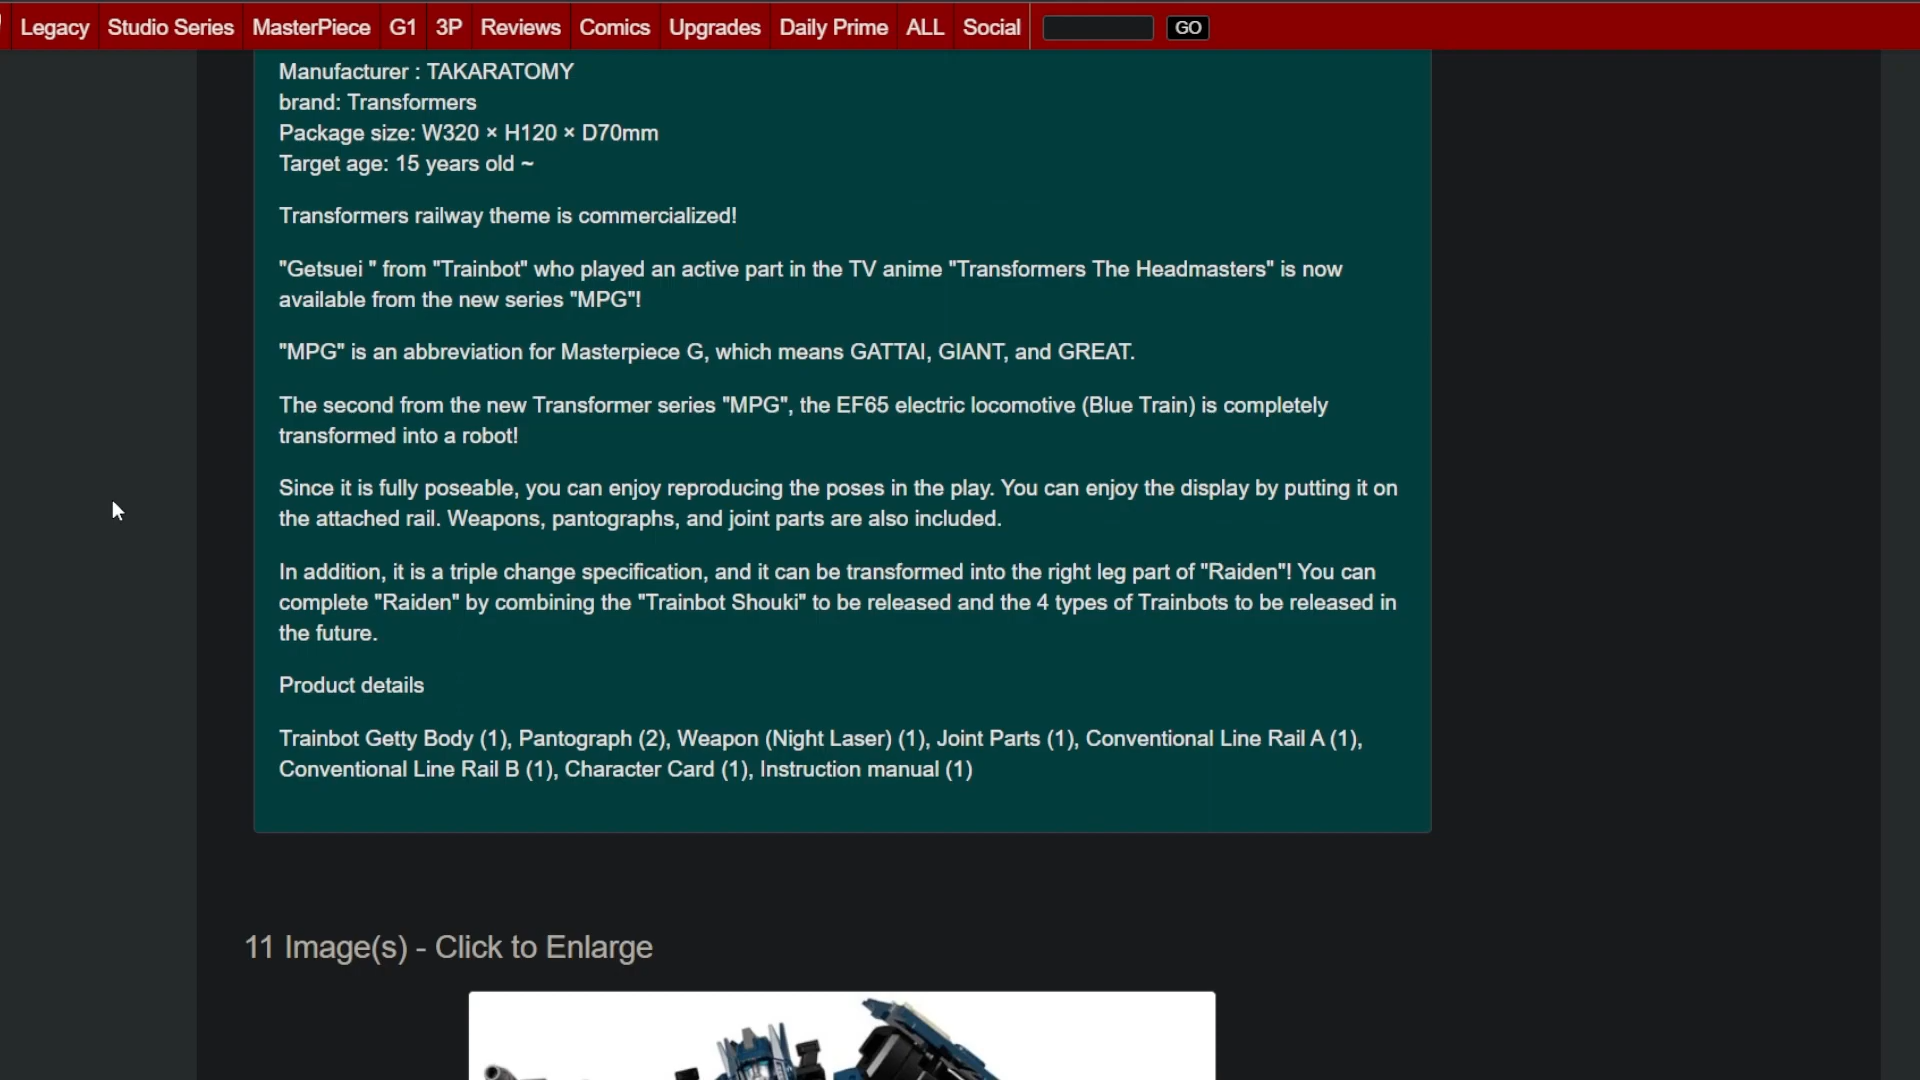 Legacy Studio Series MasterPiece G1 3P Reviews Comics Upgrades Daily Prime ALL Social GO
Manufacturer : TAKARATOMY
brand: Transformers
Package size: W320 × H120 × D70mm
Target age: 15 years old ~
Transformers railway theme is commercialized!
"Getsuei " from "Trainbot" who played an active part in the TV anime "Transformers The Headmasters" is now
available from the new series "MPG"!
"MPG" is an abbreviation for Masterpiece G, which means GATTAI, GIANT, and GREAT.
The second from the new Transformer series "MPG", the EF65 electric locomotive (Blue Train) is completely
transformed into a robot!
Since it is fully poseable, you can enjoy reproducing the poses in the play. You can enjoy the display by putting it on
the attached rail. Weapons, pantographs, and joint parts are also included.
In addition, it is a triple change specification, and it can be transformed into the right leg part of "Raiden"! You can
complete "Raiden" by combining the "Trainbot Shouki" to be released and the 4 types of Trainbots to be released in
the future.
Product details
Trainbot Getty Body (1), Pantograph (2), Weapon (Night Laser) (1), Joint Parts (1), Conventional Line Rail A (1),
Conventional Line Rail B (1), Character Card (1), Instruction manual (1)
11 Image(s) - Click to Enlarge